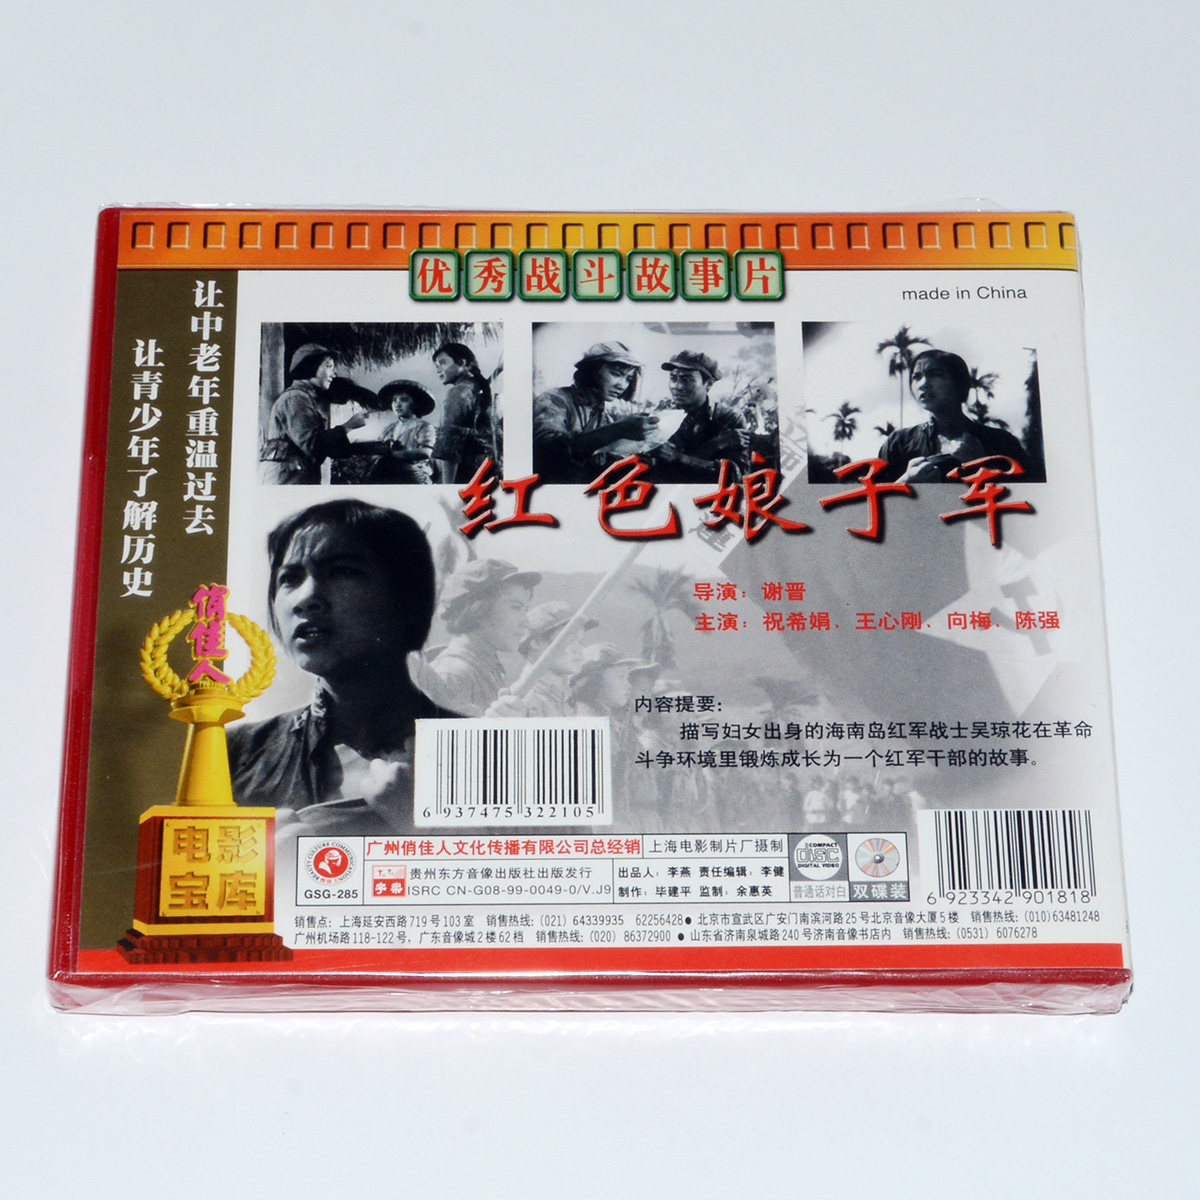 优秀战斗故事片
made in China
让中老年重温过去
让青少年了解历史
红色娘子军
导演：谢晋
主演：祝希娟、王心刚、向梅、陈强
内容提要：
描写妇女出身的海南岛红军战士吴琼花在革命
斗争环境里锻炼成长为一个红军干部的故事。
俏佳人
电影
宝库
6 937475 322105
6 923342 901818
GSG-285
广州俏佳人文化传播有限公司总经销
上海电影制片厂摄制
贵州东方音像出版社出版发行
ISRC CN-G08-99-0049-0/V.J9
出品人：李燕 责任编辑：李健
制作：毕建平 监制：余惠英
COMPACT
disc
DIGITAL VIDEO
普通话对白
双碟装
销售点：上海延安西路719号103室 销售热线：(021) 64339935 62256428● 北京市宣武区广安门南滨河路25号北京音像大厦5楼 销售热线：(010)63481248
广州机场路118-122号，广东音像城2楼62档 销售热线：(020) 86372900 ● 山东省济南泉城路240号济南音像书店内 销售热线：(0531) 6076278